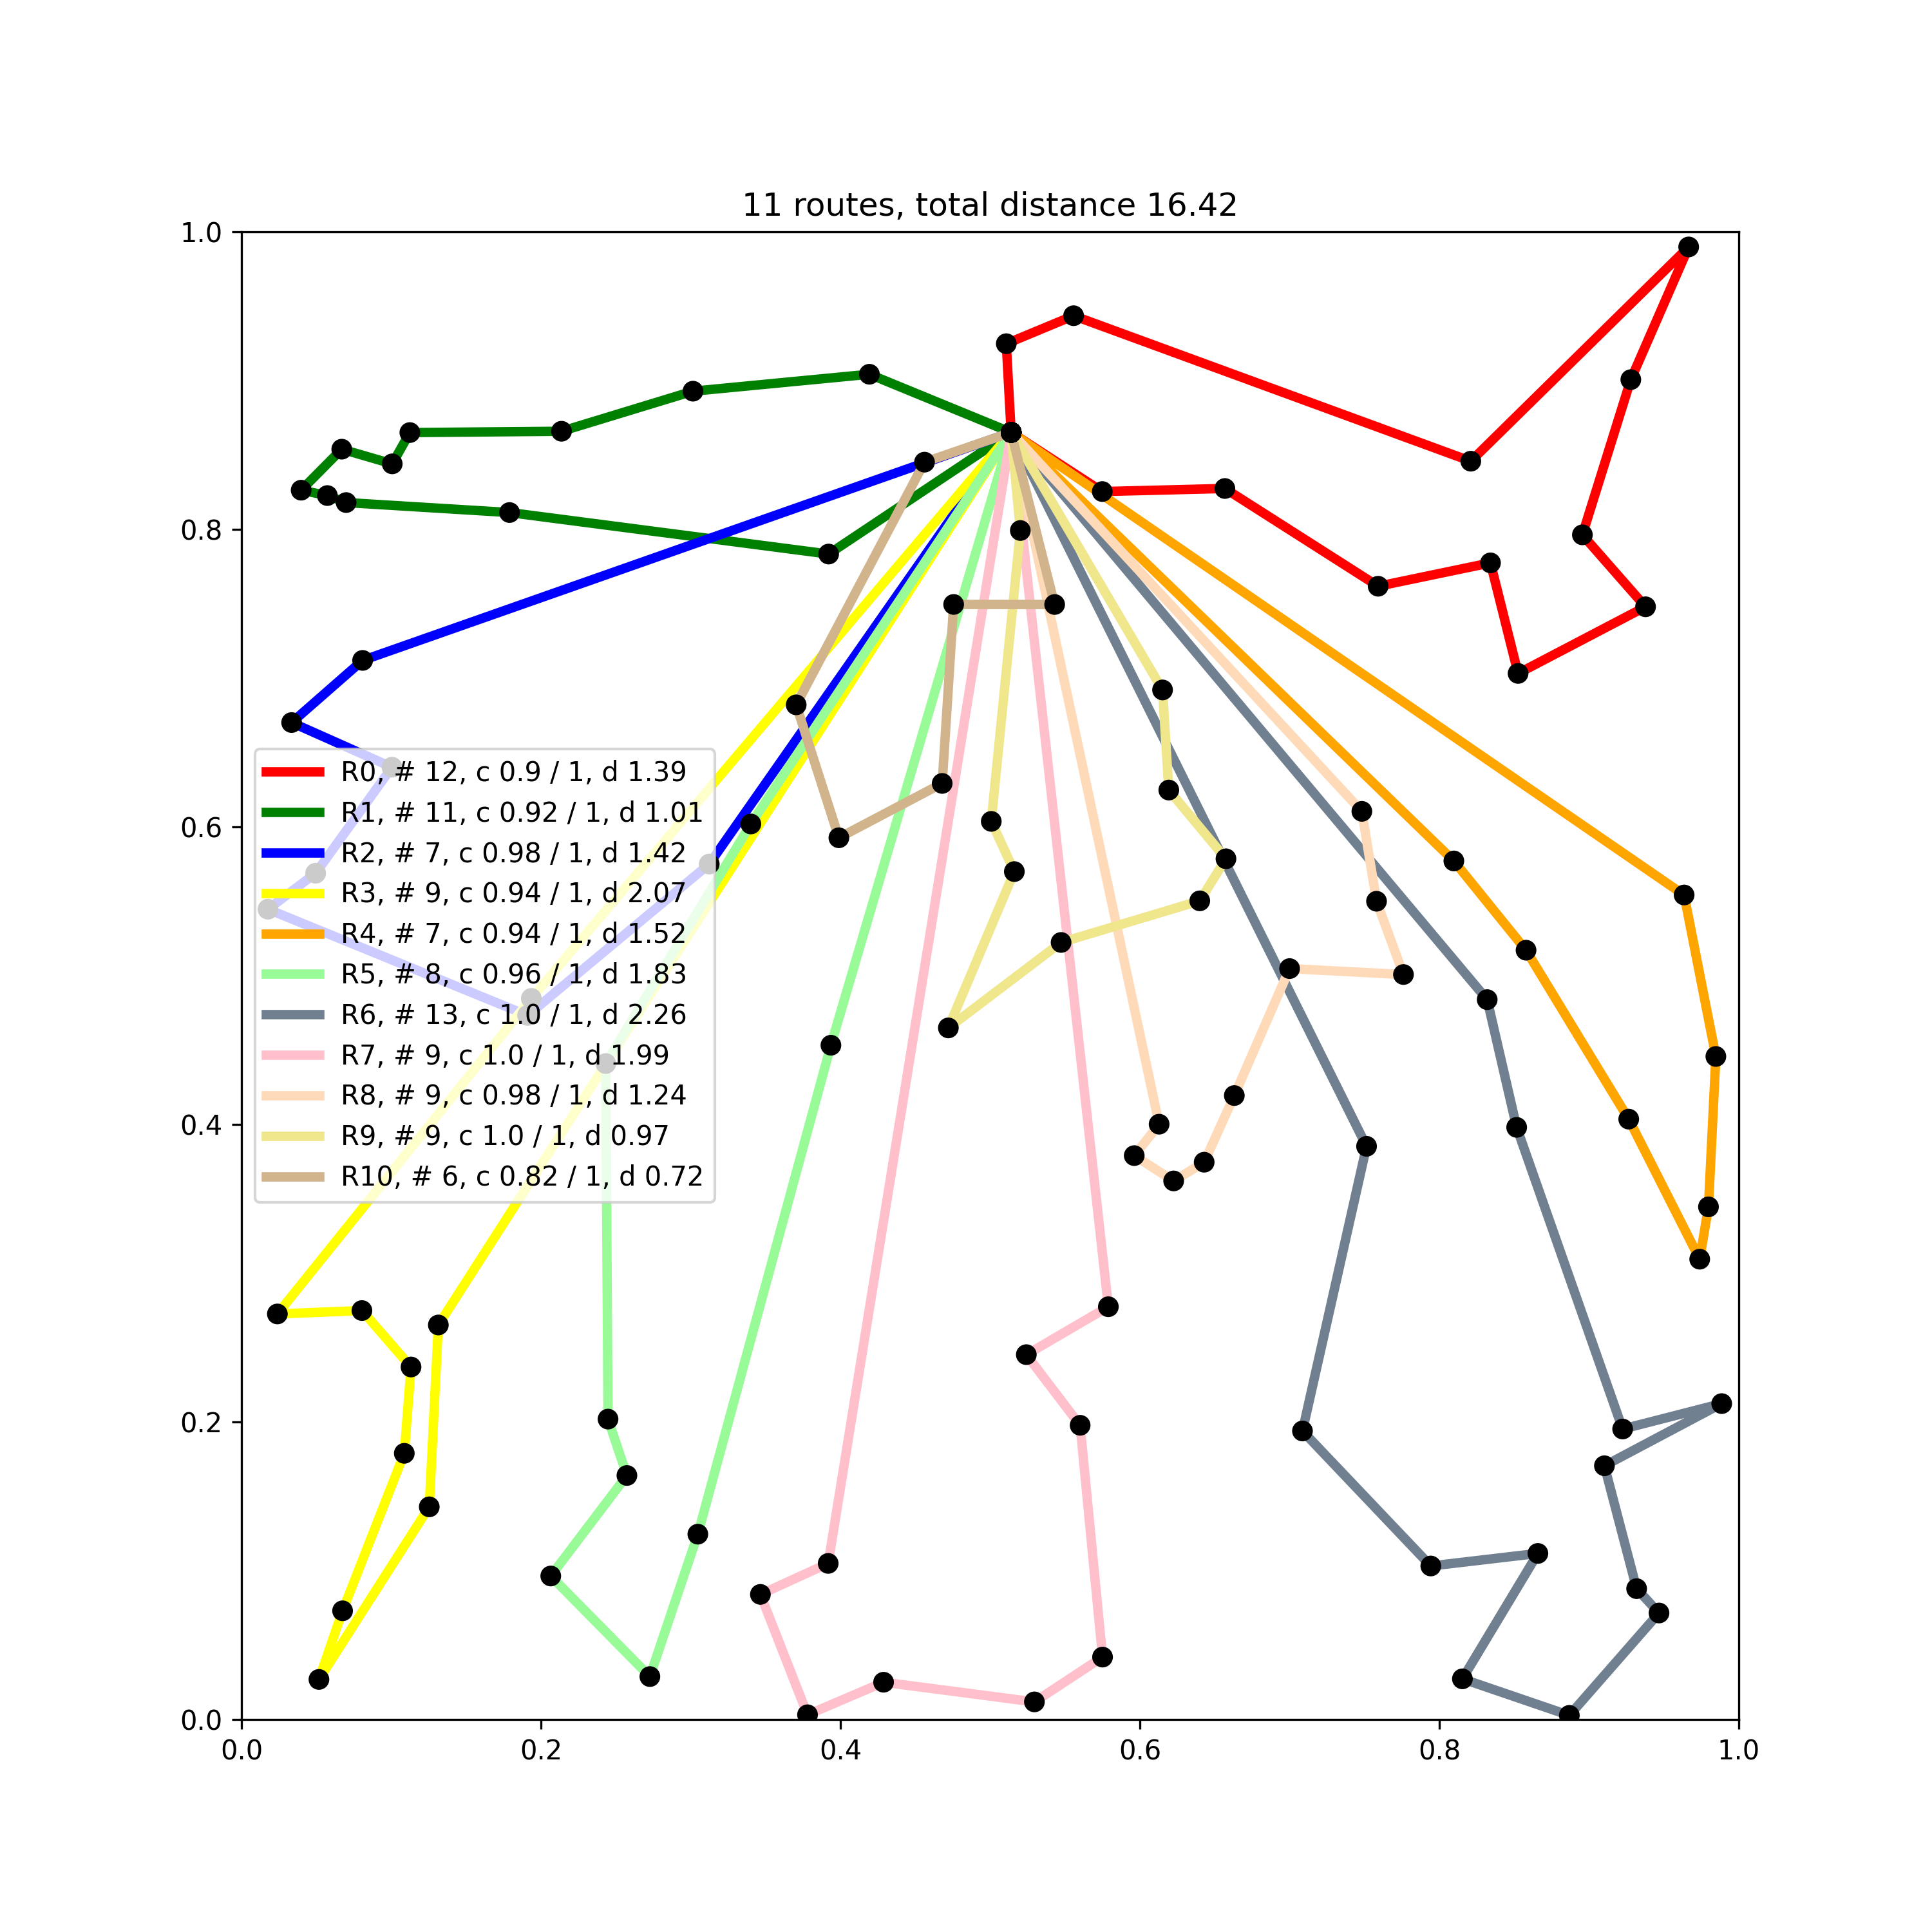 11 routes, total distance 16.42
1.0
0.8
0.6
0.4
0.2
0.0
R0, # 12, c 0.9 / 1, d 1.39
R1, # 11, c 0.92 / 1, d 1.01
R2, # 7, c 0.98 / 1, d 1.42
R3, # 9, c 0.94 / 1, d 2.07
R4, # 7, c 0.94 / 1, d 1.52
R5, # 8, c 0.96 / 1, d 1.83
R6, # 13, c 1.0 / 1, d 2.26
R7, # 9, c 1.0 / 1, d 1.99
R8, # 9, c 0.98 / 1, d 1.24
R9, # 9, c 1.0 / 1, d 0.97
R10, # 6, c 0.82 / 1, d 0.72
0.0 0.2 0.4 0.6 0.8 1.0